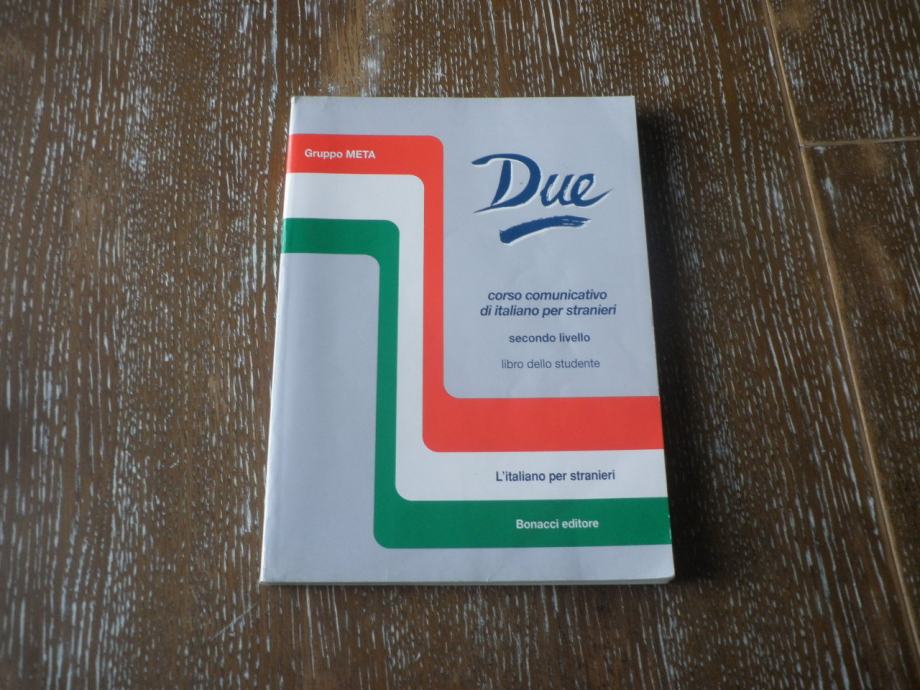 Gruppo META
Due
corso comunicativo
di italiano per stranieri
secondo livello
libro dello studente
L'italiano per stranieri
Bonacci editore